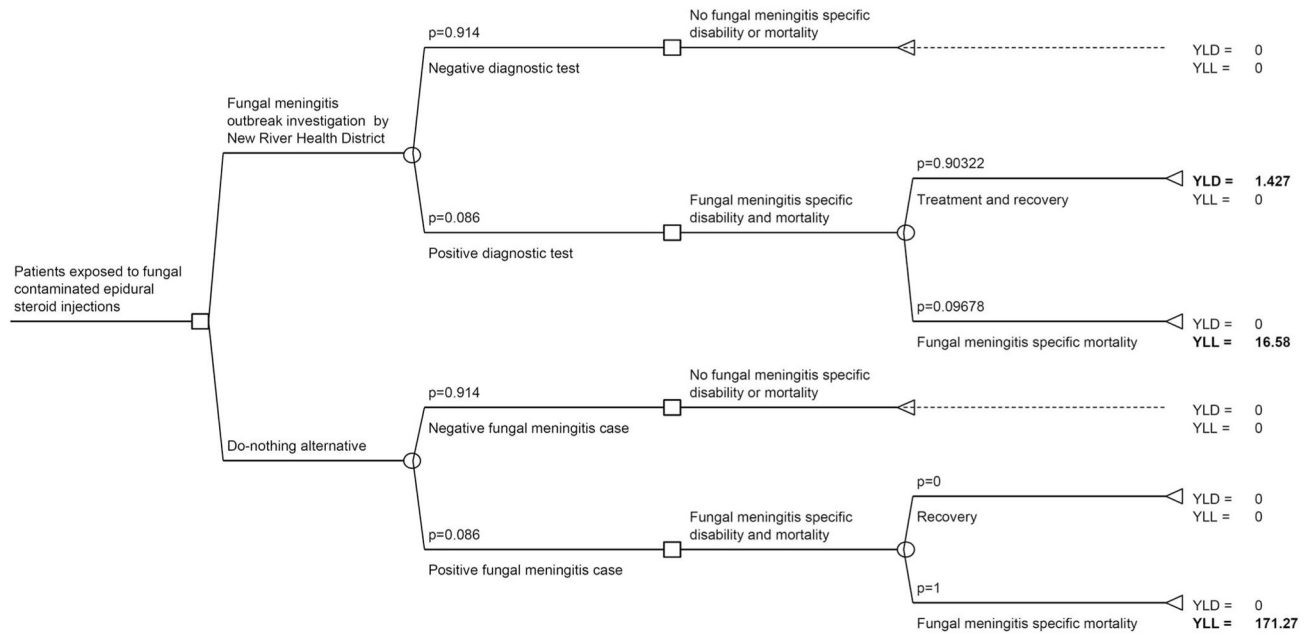 No fungal meningitis specific
disability or mortality
p=0.914
Negative diagnostic test
YLD = 0
YLL = 0
Fungal meningitis
outbreak investigation by
New River Health District
p=0.90322
Treatment and recovery
YLD = 1.427
YLL = 0
Fungal meningitis specific
disability and mortality
p=0.086
Positive diagnostic test
Patients exposed to fungal
contaminated epidural
steroid injections
p=0.09678
Fungal meningitis specific mortality
YLD = 0
YLL = 16.58
No fungal meningitis specific
disability or mortality
p=0.914
Negative fungal meningitis case
YLD = 0
YLL = 0
Do-nothing alternative
p=0
Recovery
YLD = 0
YLL = 0
Fungal meningitis specific
disability and mortality
p=0.086
Positive fungal meningitis case
p=1
Fungal meningitis specific mortality
YLD = 0
YLL = 171.27